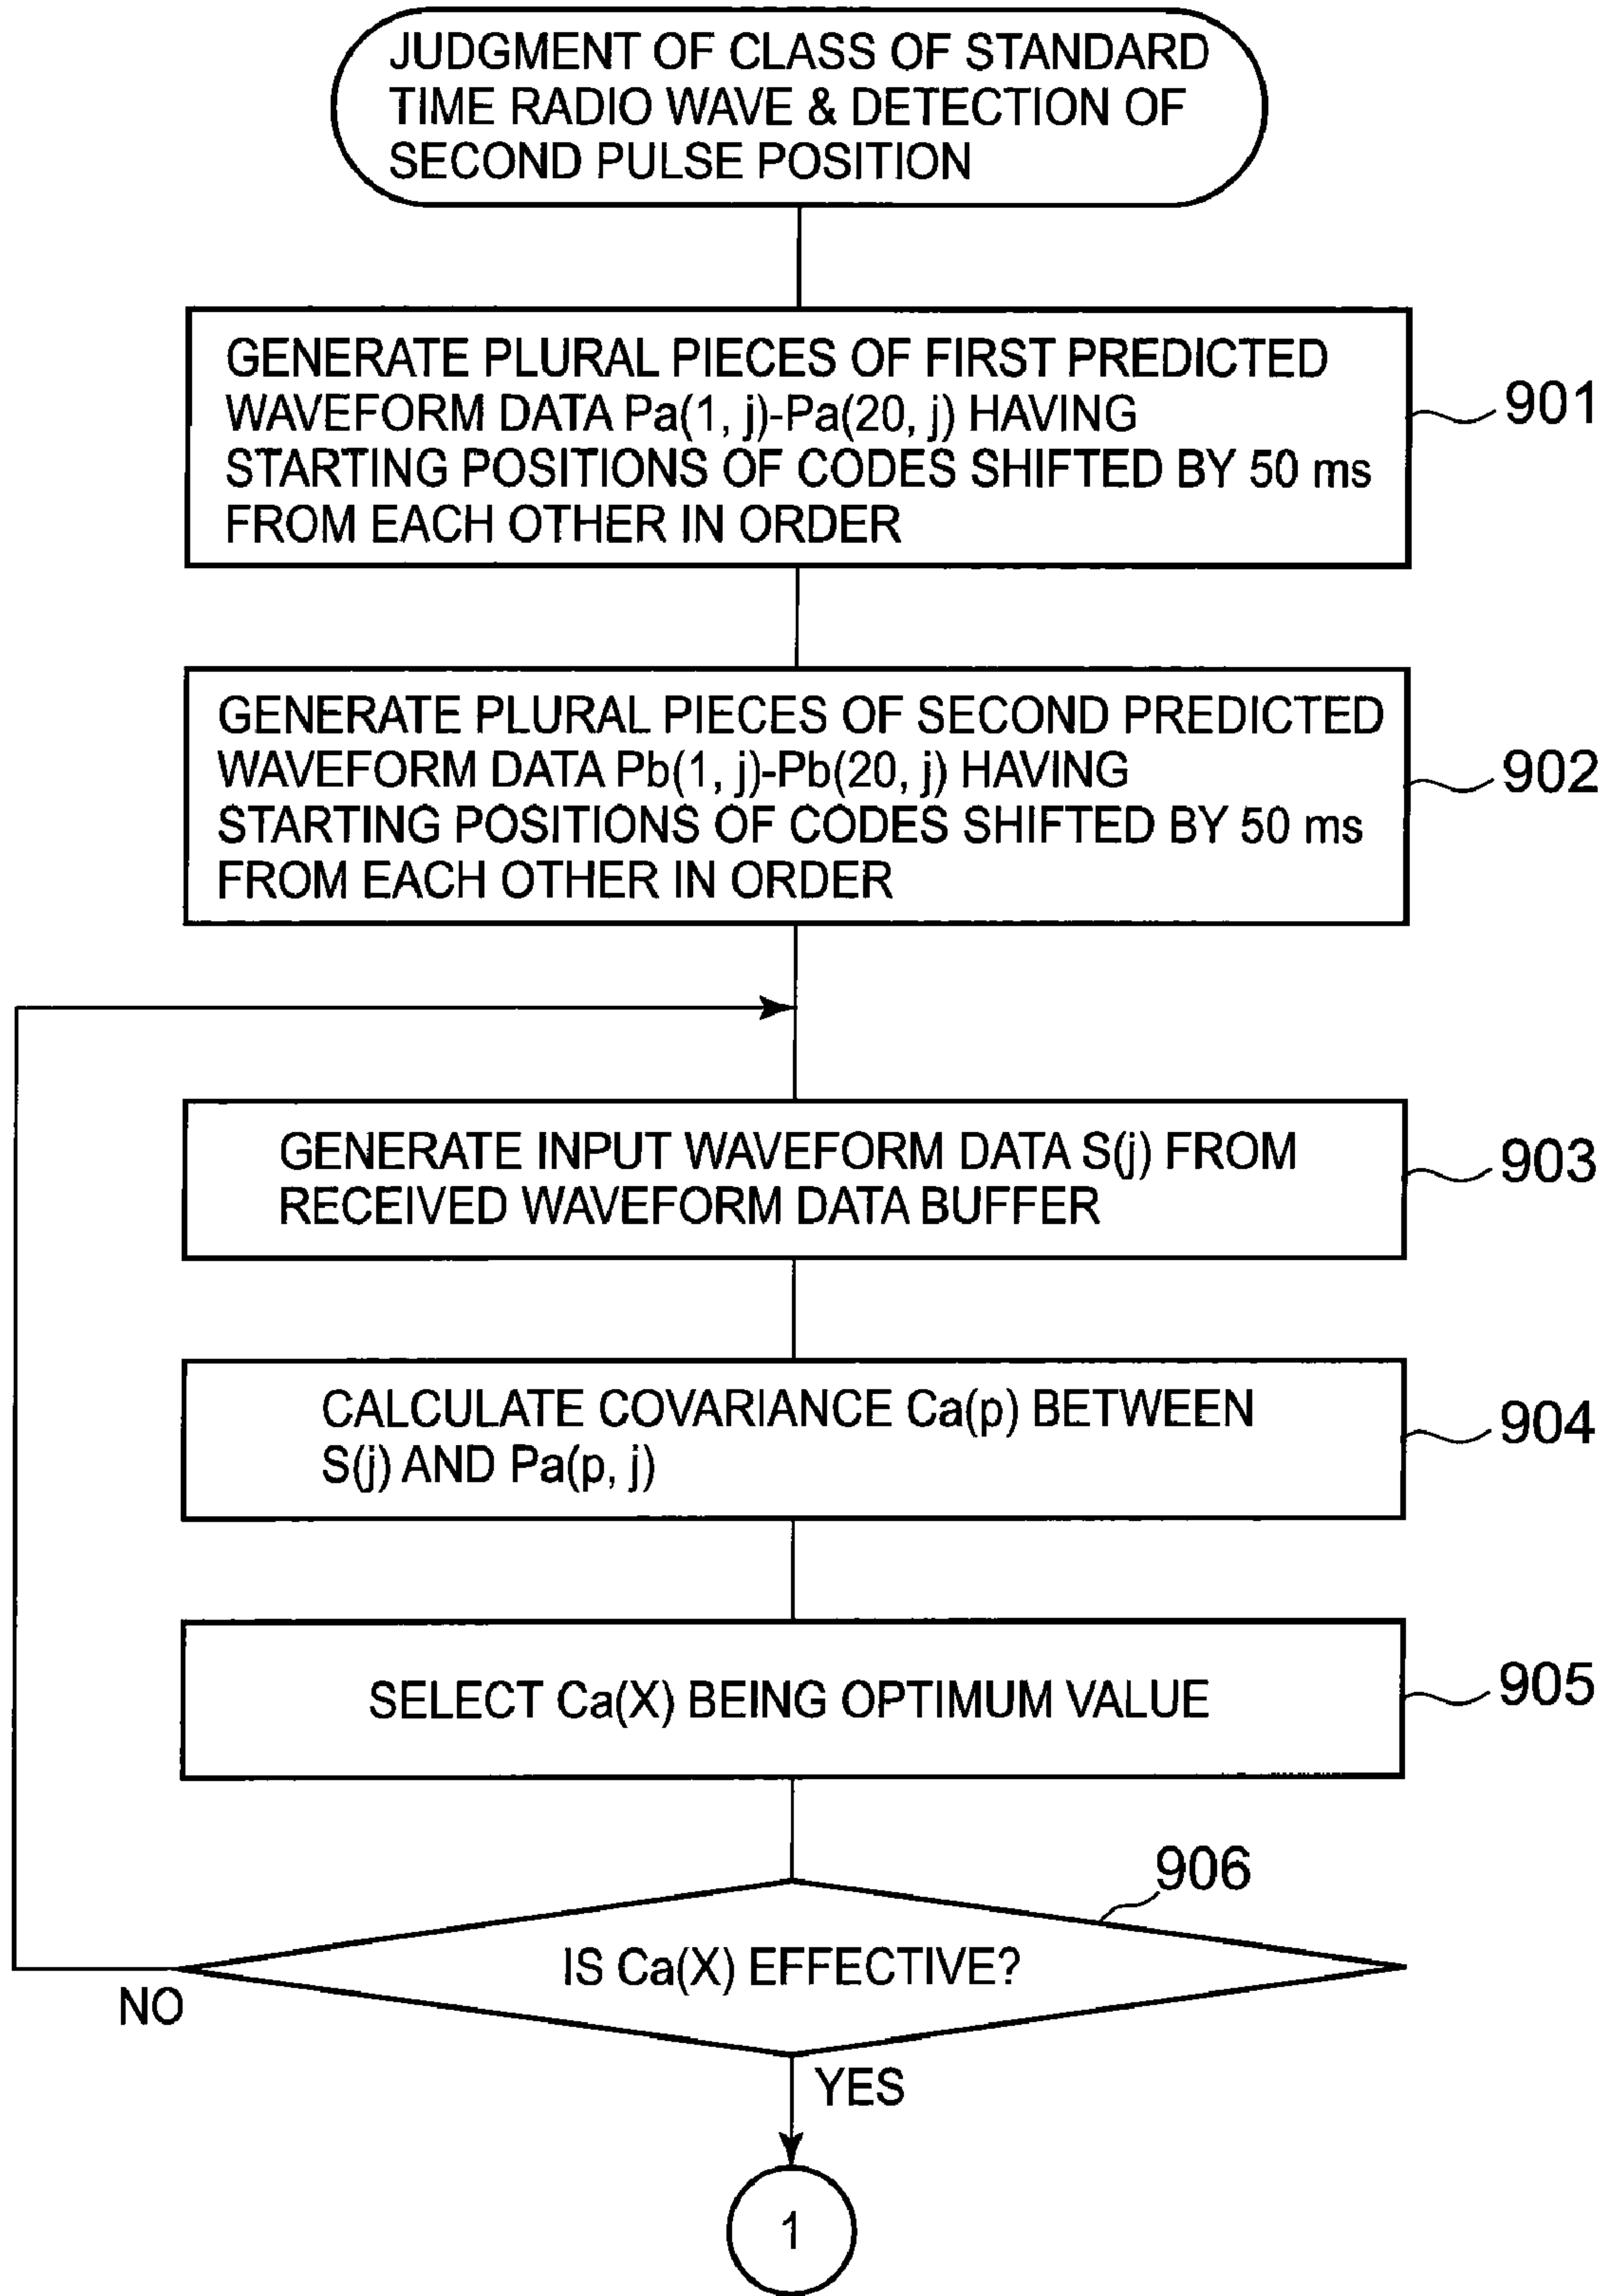 JUDGMENT OF CLASS OF STANDARD
TIME RADIO WAVE & DETECTION OF
SECOND PULSE POSITION
GENERATE PLURAL PIECES OF FIRST PREDICTED
WAVEFORM DATA Pa(1, j)-Pa(20, j) HAVING
STARTING POSITIONS OF CODES SHIFTED BY 50 ms
FROM EACH OTHER IN ORDER
901
GENERATE PLURAL PIECES OF SECOND PREDICTED
WAVEFORM DATA Pb(1, j)-Pb(20, j) HAVING
STARTING POSITIONS OF CODES SHIFTED BY 50 ms
FROM EACH OTHER IN ORDER
902
GENERATE INPUT WAVEFORM DATA S(j) FROM
RECEIVED WAVEFORM DATA BUFFER
903
CALCULATE COVARIANCE Ca(p) BETWEEN
S(j) AND Pa(p, j)
904
SELECT Ca(X) BEING OPTIMUM VALUE
905
906
IS Ca(X) EFFECTIVE?
NO
YES
1